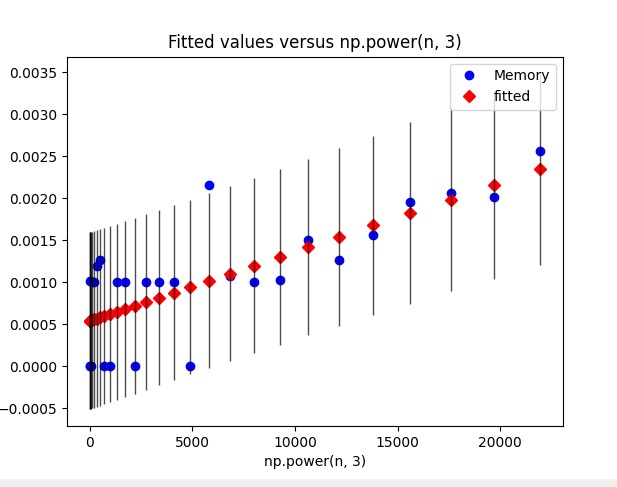 Fitted values versus np.power(n, 3)
Memory
fitted
0.0035
0.0030
0.0025
0.0020
0.0015
0.0010
0.0005
0.0000
−0.0005
0 5000 10000 15000 20000
np.power(n, 3)